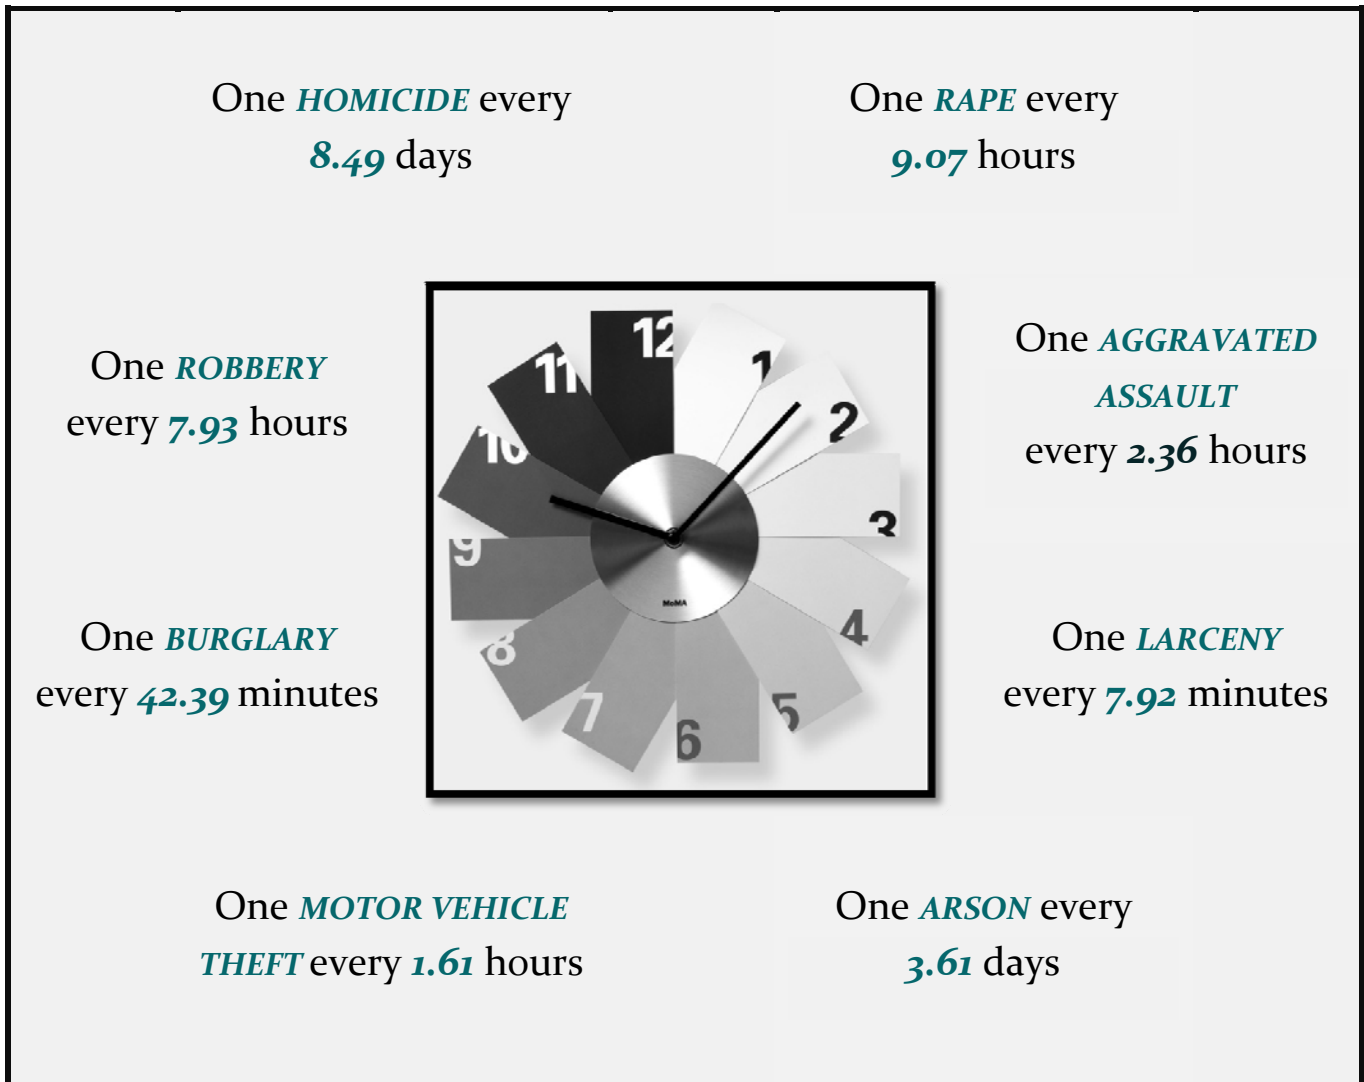 One HOMICIDE every
8.49 days
One RAPE every
9.07 hours
One ROBBERY
every 7.93 hours
One AGGRAVATED
ASSAULT
every 2.36 hours
12
1
2
3
4
5
6
7
8
9
10
11
MoMA
One BURGLARY
every 42.39 minutes
One LARCENY
every 7.92 minutes
One MOTOR VEHICLE
THEFT every 1.61 hours
One ARSON every
3.61 days